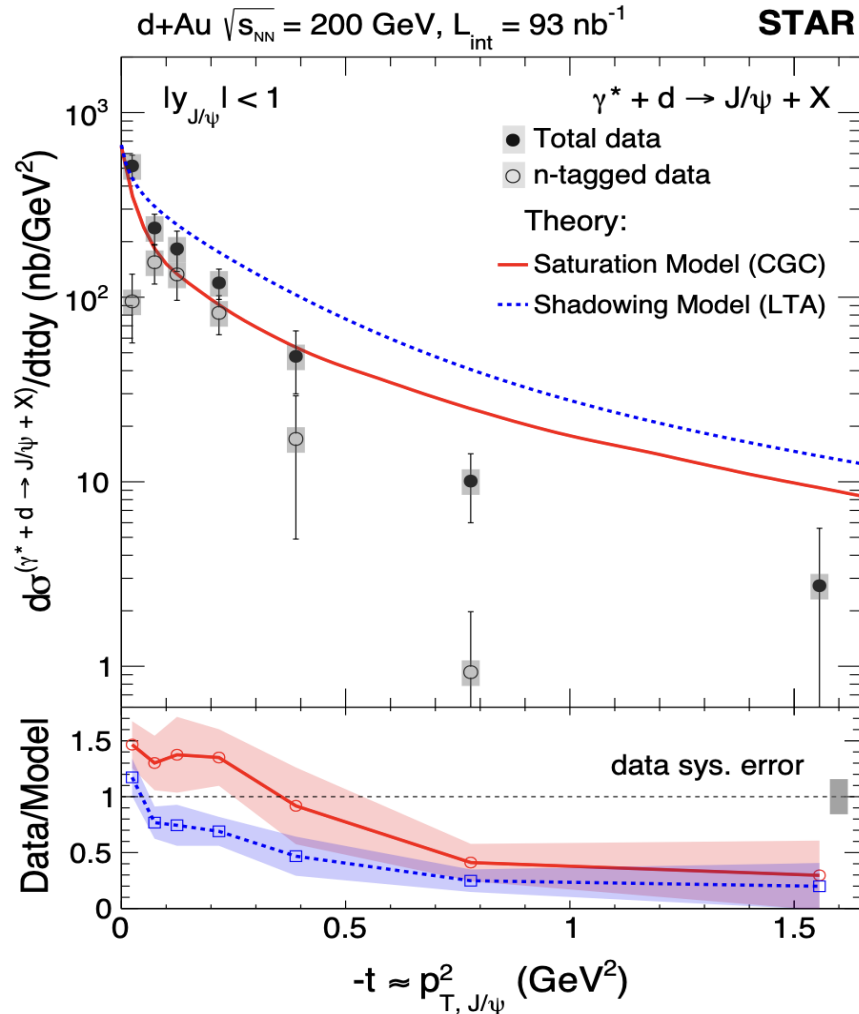 d+Au √s_NN = 200 GeV, L_int = 93 nb⁻¹ STAR
|y_J/ψ| < 1 γ* + d → J/ψ + X
Total data
n-tagged data
Theory:
Saturation Model (CGC)
Shadowing Model (LTA)
dσ^(γ* + d → J/ψ + X)/dtdy (nb/GeV²)
10³
10²
10
1
Data/Model
data sys. error
1.5
1
0.5
0
0 0.5 1 1.5
-t ≈ p²_T, J/ψ (GeV²)